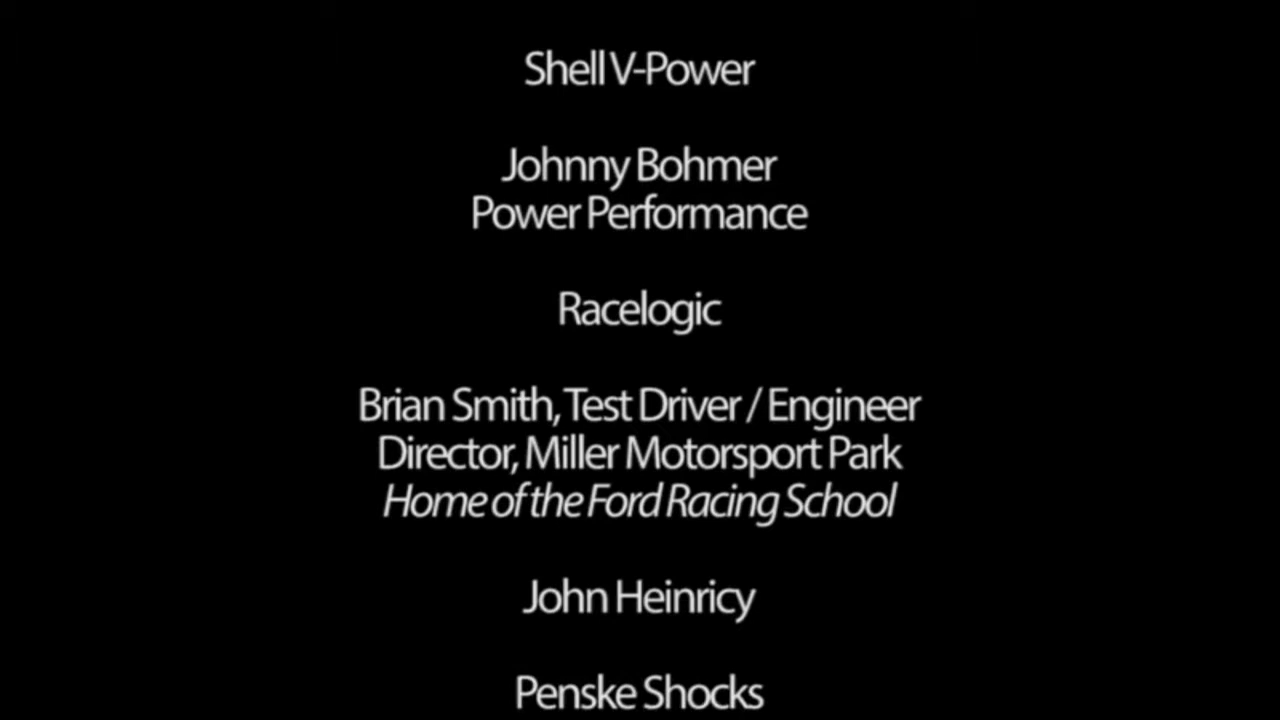 Shell V-Power
Johnny Bohmer
Power Performance
Racelogic
Brian Smith, Test Driver / Engineer
Director, Miller Motorsport Park
Home of the Ford Racing School
John Heinricy
Penske Shocks